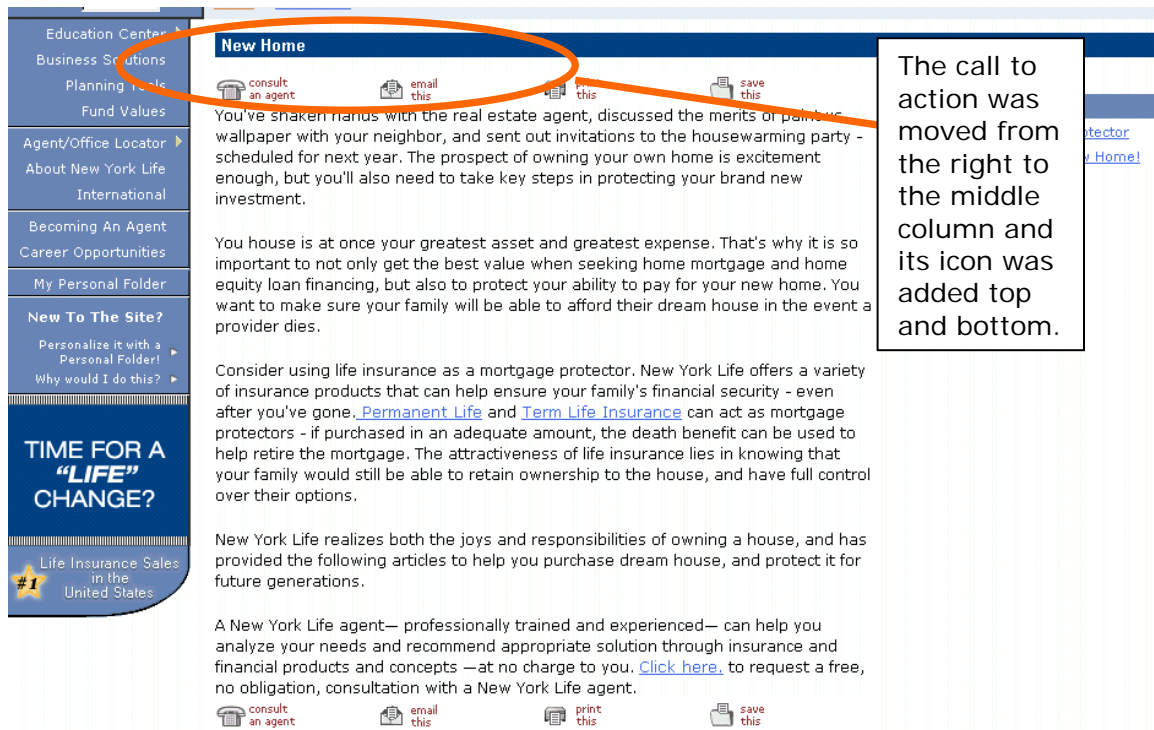 Education Center
Business Solutions
Planning Tools
Fund Values
Agent/Office Locator
About New York Life
International
Becoming An Agent
Career Opportunities
My Personal Folder
New To The Site?
Personalize it with a
Personal Folder!
Why would I do this?
TIME FOR A
“LIFE”
CHANGE?
#1
Life Insurance Sales
in the
United States
New Home
consult
an agent
email
this
print
this
save
this
You've shaken hands with the real estate agent, discussed the merits of paint vs
wallpaper with your neighbor, and sent out invitations to the housewarming party -
scheduled for next year. The prospect of owning your own home is excitement
enough, but you'll also need to take key steps in protecting your brand new
investment.
You house is at once your greatest asset and greatest expense. That's why it is so
important to not only get the best value when seeking home mortgage and home
equity loan financing, but also to protect your ability to pay for your new home. You
want to make sure your family will be able to afford their dream house in the event a
provider dies.
Consider using life insurance as a mortgage protector. New York Life offers a variety
of insurance products that can help ensure your family's financial security - even
after you've gone. Permanent Life and Term Life Insurance can act as mortgage
protectors - if purchased in an adequate amount, the death benefit can be used to
help retire the mortgage. The attractiveness of life insurance lies in knowing that
your family would still be able to retain ownership to the house, and have full control
over their options.
New York Life realizes both the joys and responsibilities of owning a house, and has
provided the following articles to help you purchase dream house, and protect it for
future generations.
A New York Life agent— professionally trained and experienced— can help you
analyze your needs and recommend appropriate solution through insurance and
financial products and concepts —at no charge to you. Click here. to request a free,
no obligation, consultation with a New York Life agent.
consult
an agent
email
this
print
this
save
this
The call to
action was
moved from
the right to
the middle
column and
its icon was
added top
and bottom.
Home!